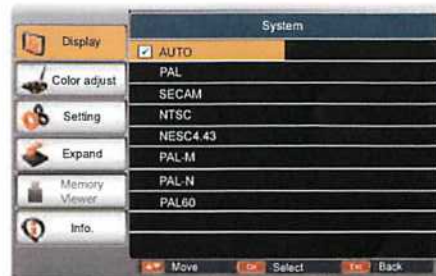 System
Display
AUTO
PAL
Color adjust
SECAM
Setting
NTSC
NESC4.43
Expand
PAL-M
Memory
Viewer
PAL-N
PAL60
Info.
Move
Select
Back